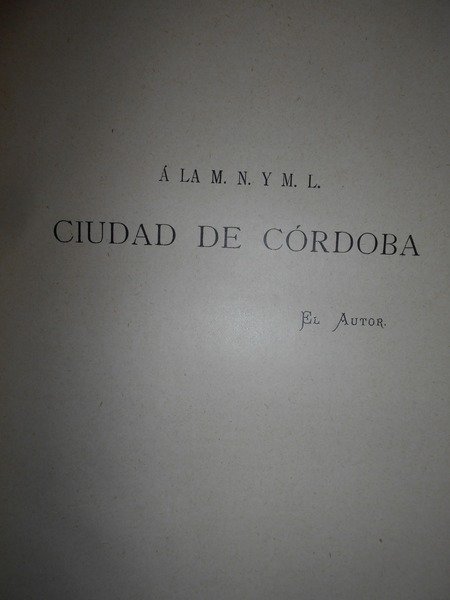 Á LA M. N. Y M. L.
CIUDAD DE CÓRDOBA
EL AUTOR.